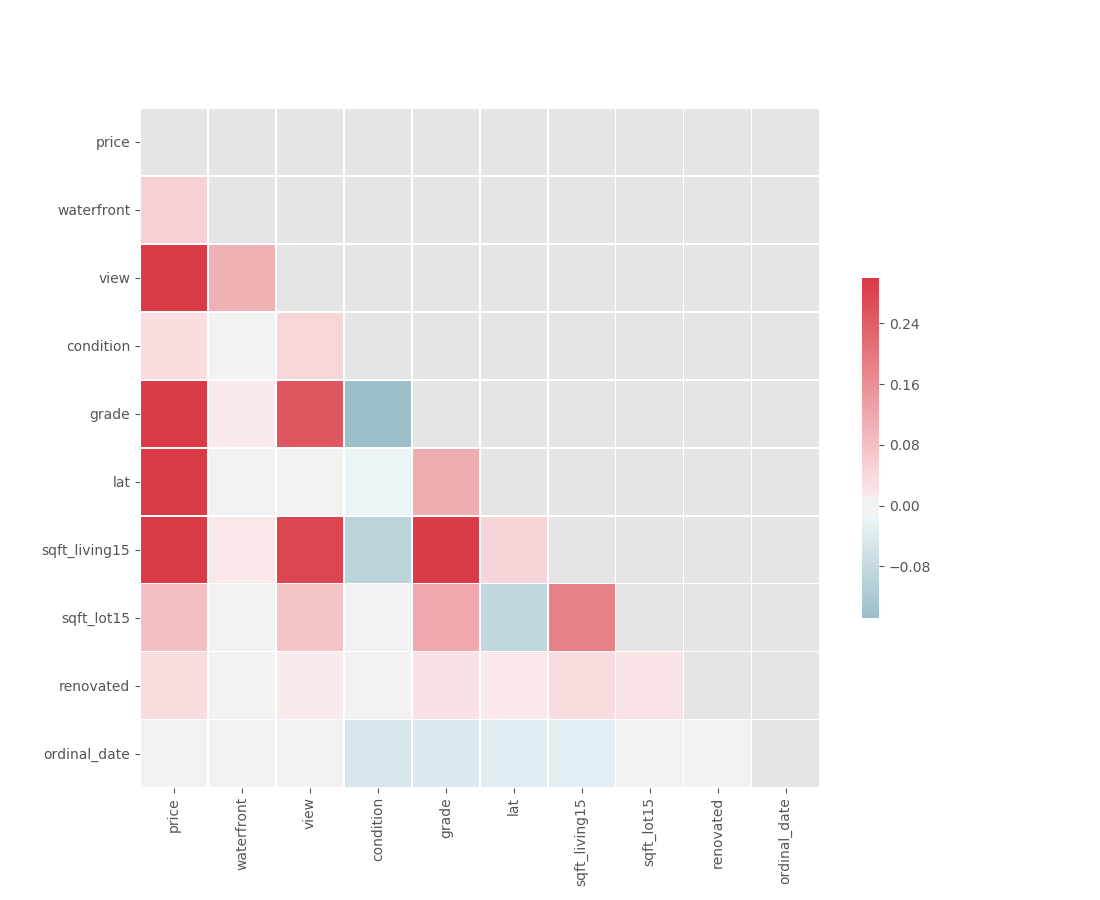 price
waterfront
view
condition
grade
lat
sqft_living15
sqft_lot15
renovated
ordinal_date
price
waterfront
view
condition
grade
lat
sqft_living15
sqft_lot15
renovated
ordinal_date
0.24
0.16
0.08
0.00
−0.08